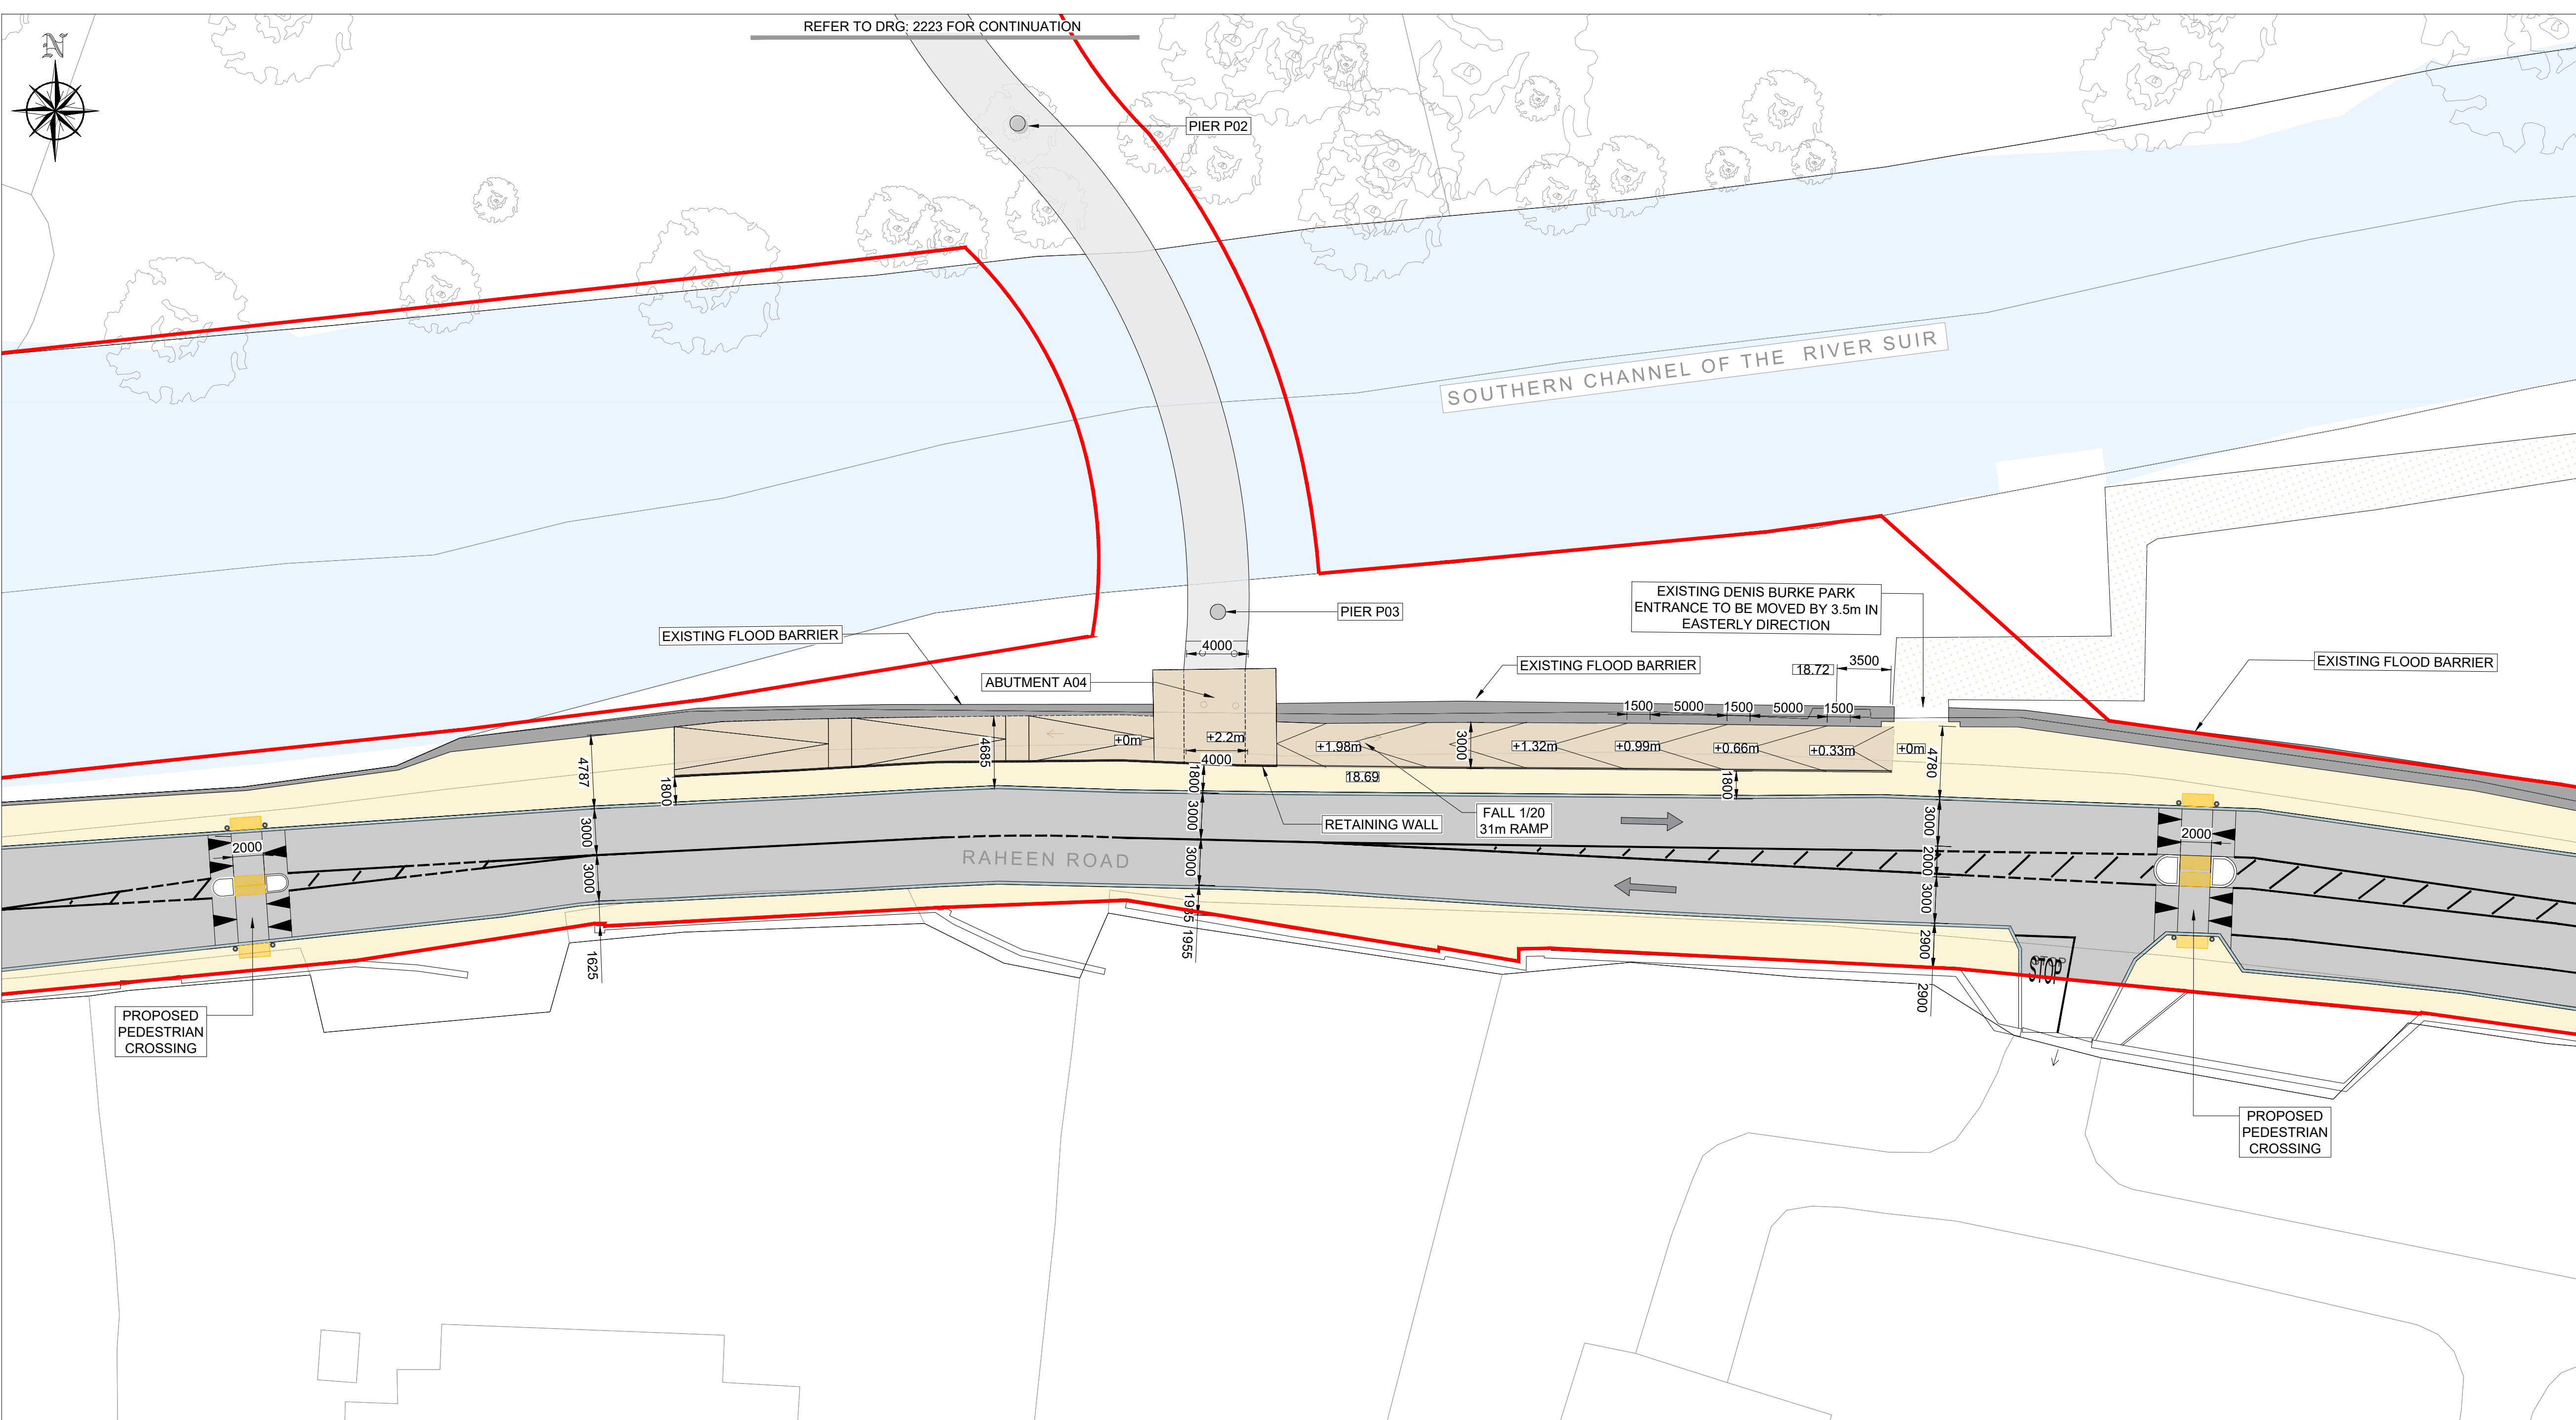 REFER TO DRG: 2223 FOR CONTINUATION
N
PIER P02
SOUTHERN CHANNEL OF THE RIVER SUIR
EXISTING DENIS BURKE PARK
ENTRANCE TO BE MOVED BY 3.5m IN
EASTERLY DIRECTION
PIER P03
EXISTING FLOOD BARRIER
4000
EXISTING FLOOD BARRIER
18.72
3500
EXISTING FLOOD BARRIER
ABUTMENT A04
1500
5000
1500
5000
1500
4787
1800
4685
+0m
+2.2m
4000
+1.98m
3000
+1.32m
+0.99m
+0.66m
+0.33m
+0m
4780
18.69
1800
1800
RETAINING WALL
FALL 1/20
31m RAMP
2000
3000
3000
3000
3000
RAHEEN ROAD
3000
2000
3000
2000
1625
1985
1955
2900
2900
STOP
PROPOSED
PEDESTRIAN
CROSSING
PROPOSED
PEDESTRIAN
CROSSING